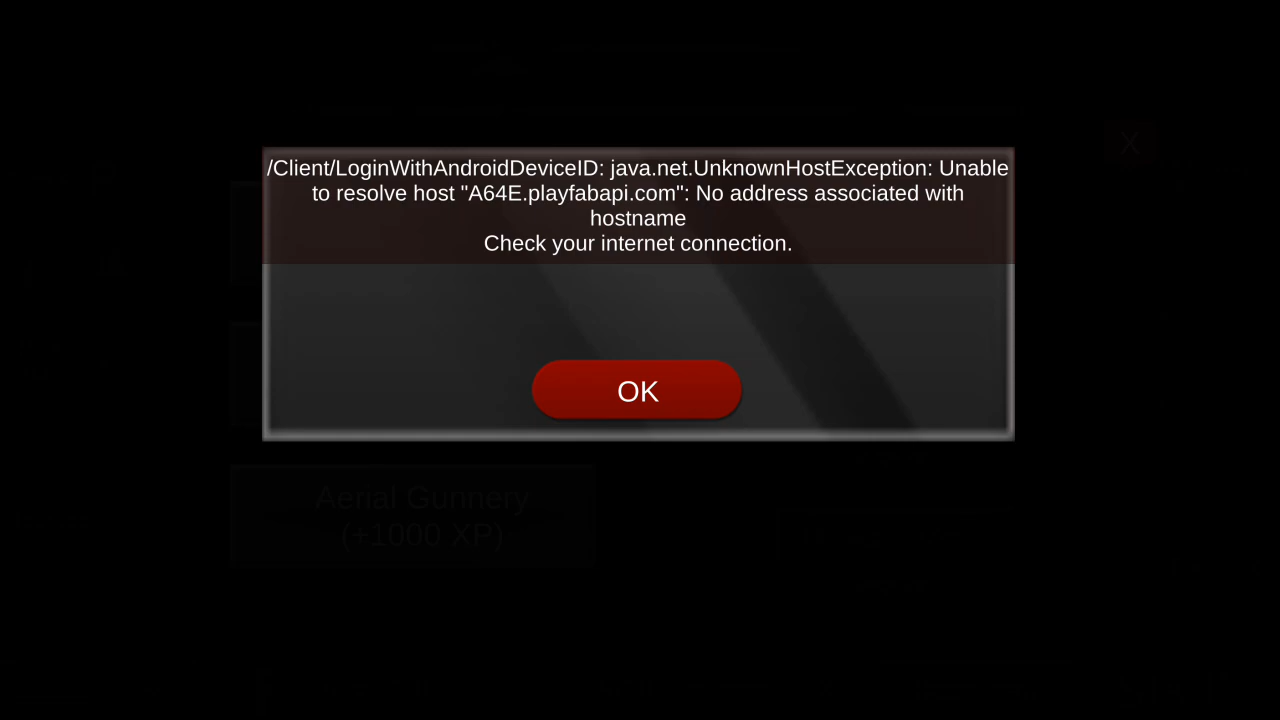 /Client/LoginWithAndroidDeviceID: java.net.UnknownHostException: Unable
to resolve host "A64E.playfabapi.com": No address associated with
hostname
Check your internet connection.
OK
X
Aerial Gunnery
(+1000 XP)